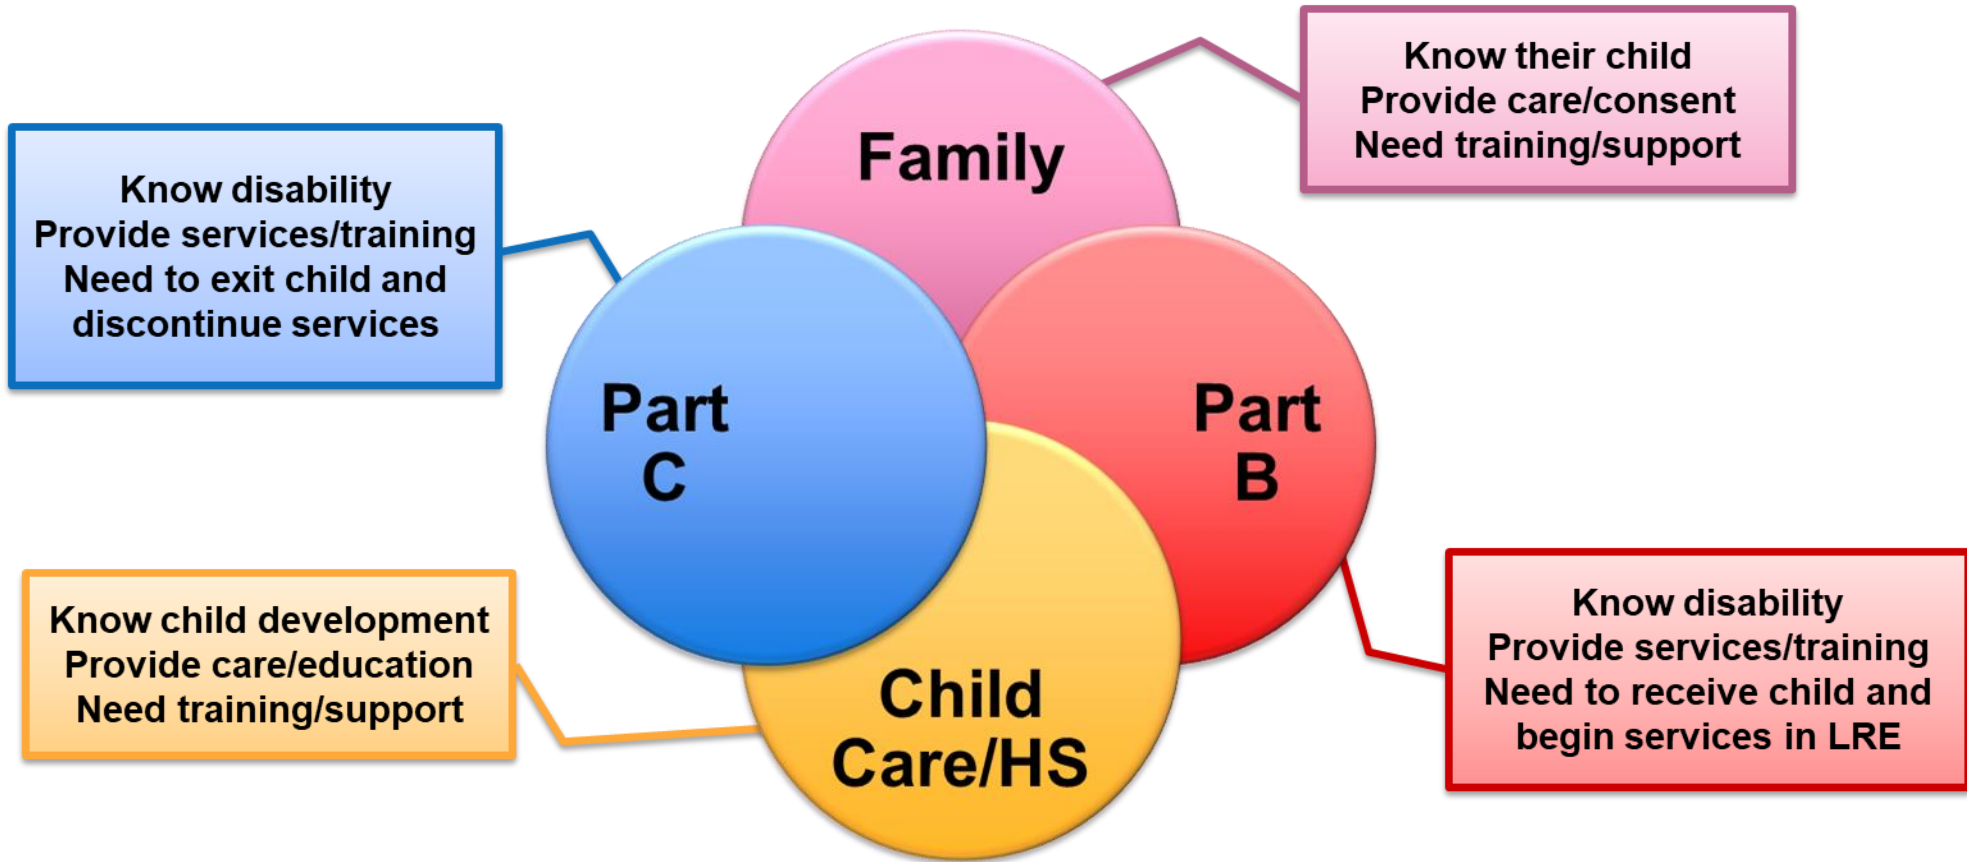 Family
Know their child
Provide care/consent
Need training/support
Know disability
Provide services/training
Need to exit child and
discontinue services
Part
C
Part
B
Know child development
Provide care/education
Need training/support
Child
Care/HS
Know disability
Provide services/training
Need to receive child and
begin services in LRE